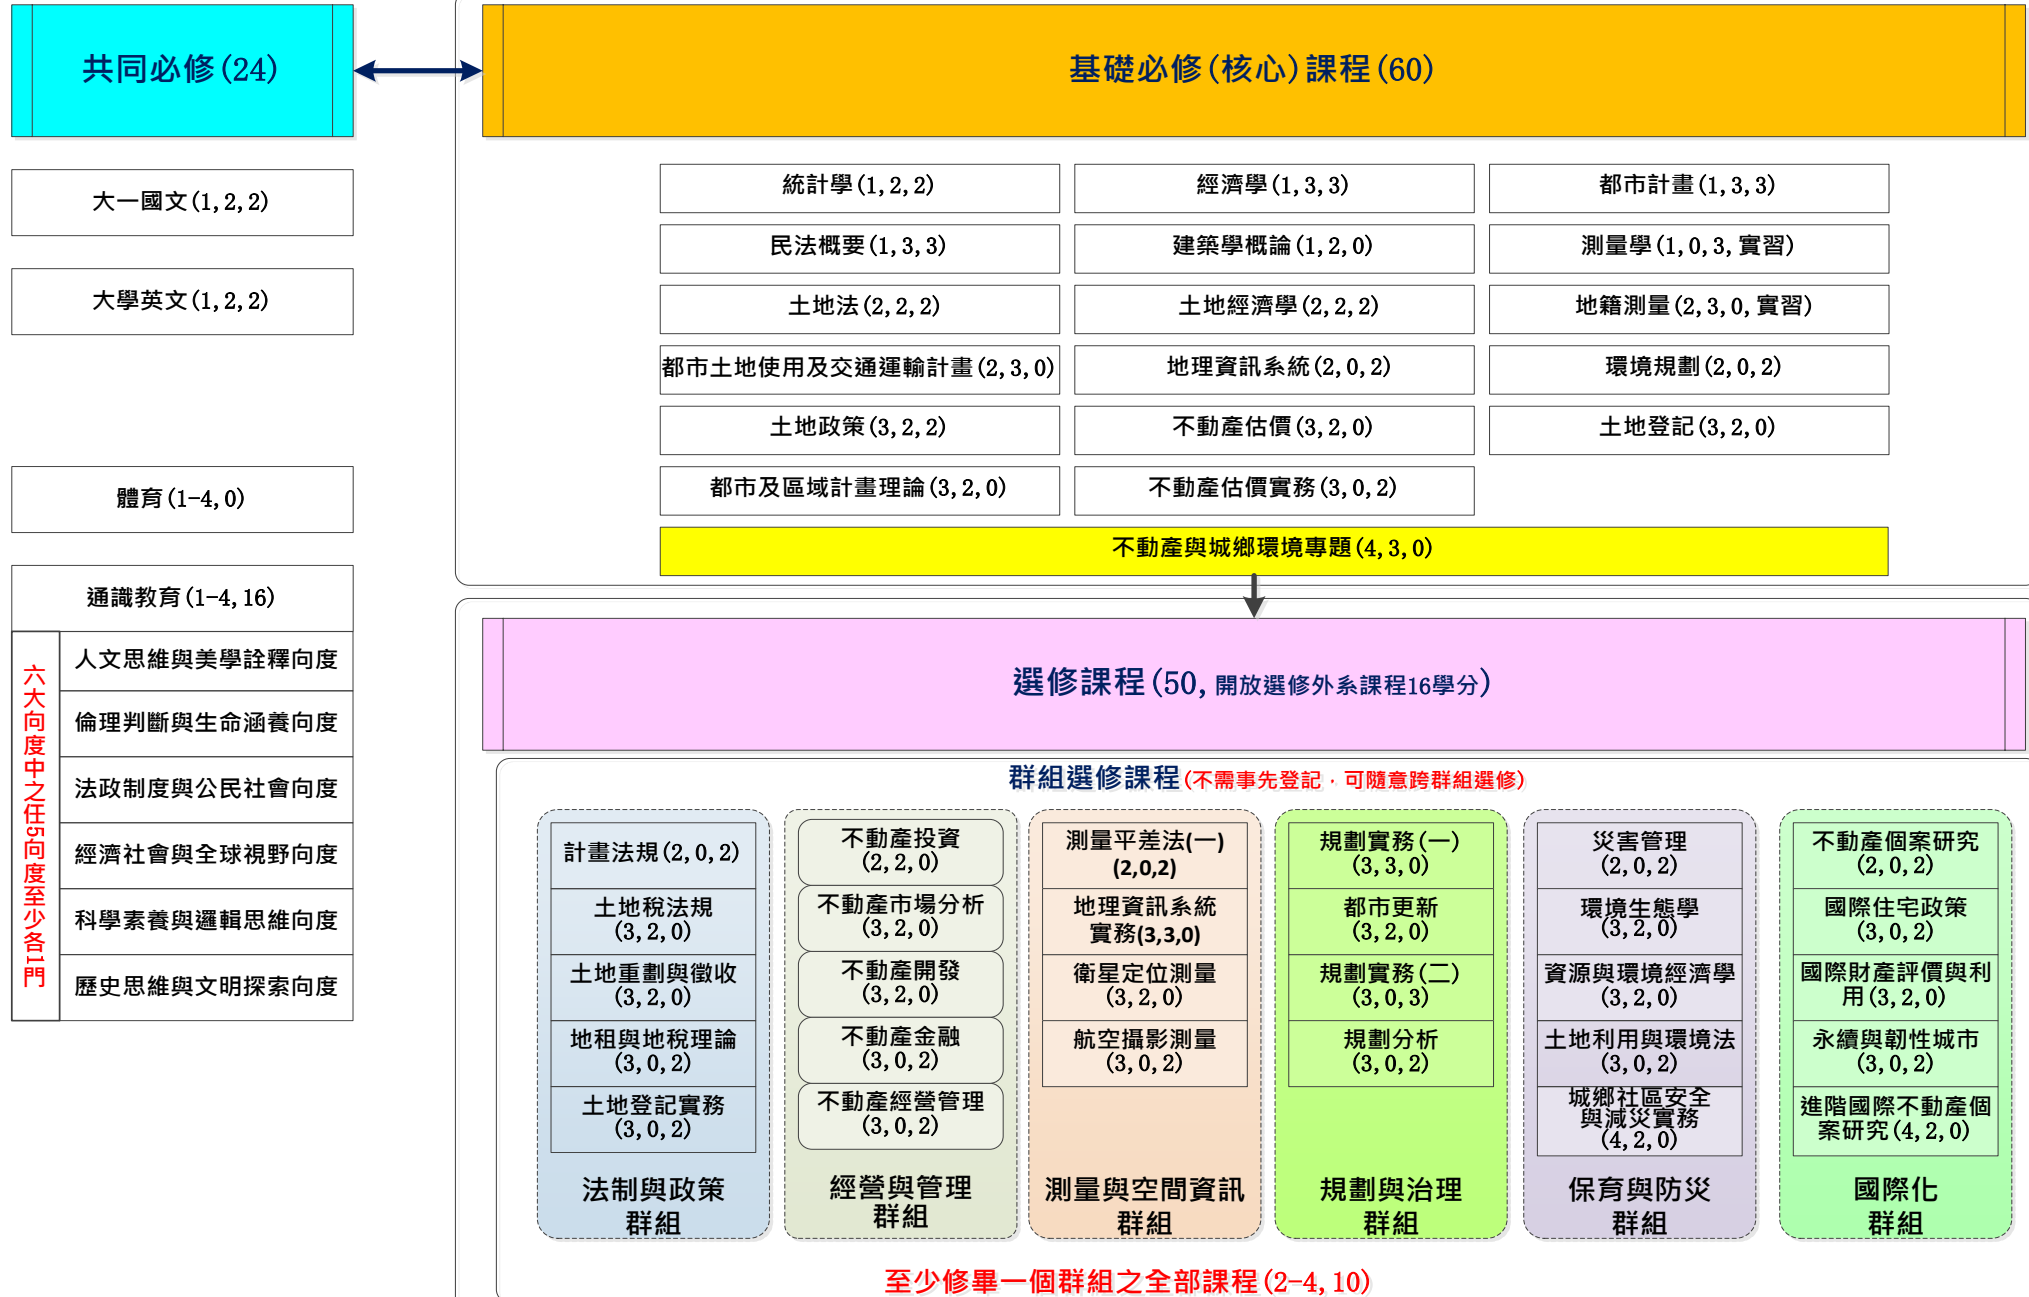 共同必修(24)
基礎必修(核心)課程(60)
大一國文(1,2,2)
大學英文(1,2,2)
體育(1-4,0)
通識教育(1-4,16)
六大向度中之任5向度至少各1門
人文思維與美學詮釋向度
倫理判斷與生命涵養向度
法政制度與公民社會向度
經濟社會與全球視野向度
科學素養與邏輯思維向度
歷史思維與文明探索向度
統計學(1,2,2)
經濟學(1,3,3)
都市計畫(1,3,3)
民法概要(1,3,3)
建築學概論(1,2,0)
測量學(1,0,3,實習)
土地法(2,2,2)
土地經濟學(2,2,2)
地籍測量(2,3,0,實習)
都市土地使用及交通運輸計畫(2,3,0)
地理資訊系統(2,0,2)
環境規劃(2,0,2)
土地政策(3,2,2)
不動產估價(3,2,0)
土地登記(3,2,0)
都市及區域計畫理論(3,2,0)
不動產估價實務(3,0,2)
不動產與城鄉環境專題(4,3,0)
選修課程(50,開放選修外系課程16學分)
群組選修課程(不需事先登記．可隨意跨群組選修)
計畫法規(2,0,2)
土地稅法規
(3,2,0)
土地重劃與徵收
(3,2,0)
地租與地稅理論
(3,0,2)
土地登記實務
(3,0,2)
法制與政策
群組
不動產投資
(2,2,0)
不動產市場分析
(3,2,0)
不動產開發
(3,2,0)
不動產金融
(3,0,2)
不動產經營管理
(3,0,2)
經營與管理
群組
測量平差法(一)
(2,0,2)
地理資訊系統
實務(3,3,0)
衛星定位測量
(3,2,0)
航空攝影測量
(3,0,2)
測量與空間資訊
群組
規劃實務(一)
(3,3,0)
都市更新
(3,2,0)
規劃實務(二)
(3,0,3)
規劃分析
(3,0,2)
規劃與治理
群組
災害管理
(2,0,2)
環境生態學
(3,2,0)
資源與環境經濟學
(3,2,0)
土地利用與環境法
(3,0,2)
城鄉社區安全
與減災實務
(4,2,0)
保育與防災
群組
不動產個案研究
(2,0,2)
國際住宅政策
(3,0,2)
國際財產評價與利
用(3,2,0)
永續與韌性城市
(3,0,2)
進階國際不動產個
案研究(4,2,0)
國際化
群組
至少修畢一個群組之全部課程(2-4,10)